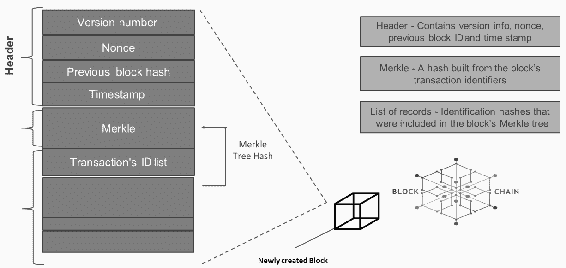 Header
Version number
Nonce
Previous block hash
Timestamp
Merkle
Transaction's ID list
Merkle
Tree Hash
Header - Contains version info, nonce,
previous block IDand time stamp
Merkle - A hash built from the block's
transaction identifiers
List of records - Identification hashes that
were included in the block's Merkle tree
BLOCK CHAIN
Newly created Block